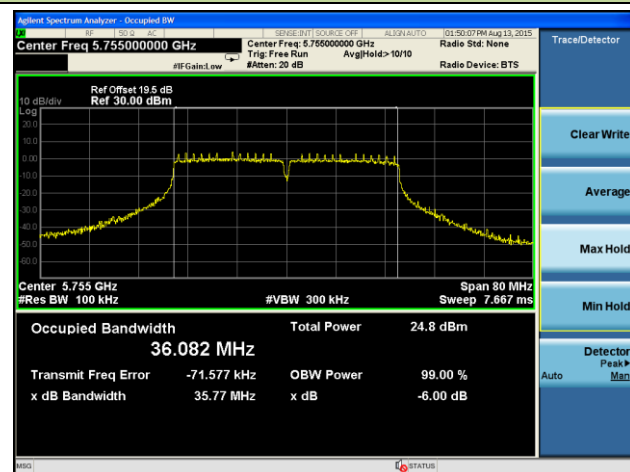 Agilent Spectrum Analyzer - Occupied BW
RF 50 Ω AC SENSE:INT SOURCE OFF ALIGN AUTO 01:50:07 PM Aug 13, 2015
Center Freq 5.755000000 GHz Center Freq: 5.755000000 GHz Radio Std: None
Trig: Free Run Avg|Hold:>10/10
#IFGain:Low #Atten: 20 dB Radio Device: BTS
Trace/Detector
Ref Offset 19.5 dB
10 dB/div Ref 30.00 dBm
Log
20.0
10.0
0.00
-10.0
-20.0
-30.0
-40.0
-50.0
-60.0
Center 5.755 GHz Span 80 MHz
#Res BW 100 kHz #VBW 300 kHz Sweep 7.667 ms
Occupied Bandwidth Total Power 24.8 dBm
36.082 MHz
Transmit Freq Error -71.577 kHz OBW Power 99.00 %
x dB Bandwidth 35.77 MHz x dB -6.00 dB
Clear Write
Average
Max Hold
Min Hold
Detector
Peak▶
Auto Man
MSG STATUS